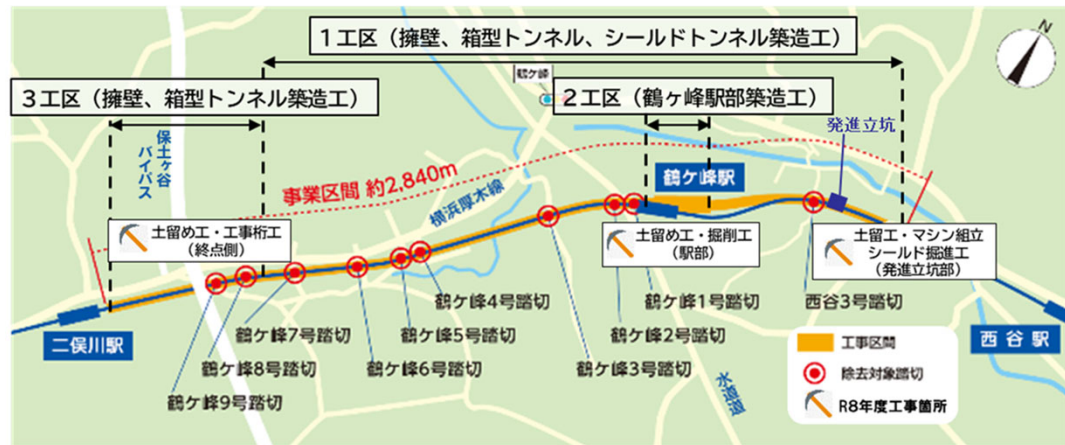 1工区（擁壁、箱型トンネル、シールドトンネル築造工）
N
3工区（擁壁、箱型トンネル築造工）
鶴ケ峰
2工区（鶴ヶ峰駅部築造工）
発進立坑
保土ヶ谷
バイパス
事業区間 約2,840m
横浜厚木線
鶴ケ峰駅
土留め工・工事桁工
（終点側）
土留め工・掘削工
（駅部）
土留工・マシン組立
シールド掘進工
（発進立坑部）
鶴ケ峰4号踏切
鶴ケ峰1号踏切
西谷3号踏切
二俣川駅
鶴ケ峰7号踏切
鶴ケ峰5号踏切
鶴ケ峰2号踏切
西谷駅
鶴ケ峰8号踏切
鶴ケ峰6号踏切
鶴ケ峰3号踏切
鶴ケ峰9号踏切
水道道
工事区間
除去対象踏切
R8年度工事箇所